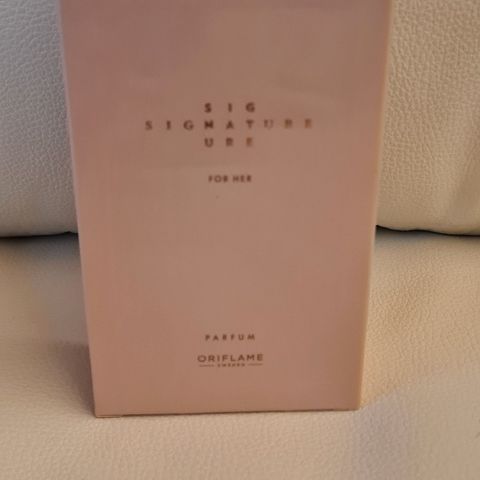 SIG
SIGNATURE
URE
FOR HER
PARFUM
ORIFLAME
SWEDEN